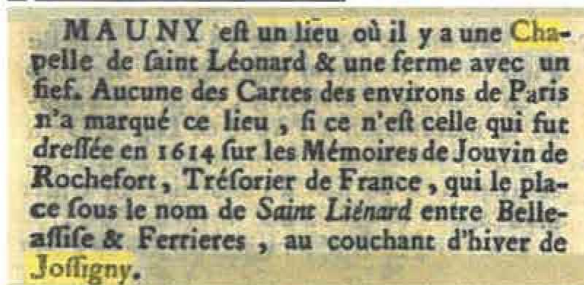 MAUNY eſt un lieu où il y a une Cha-
pelle de ſaint Léonard & une ferme avec un
fief. Aucune des Cartes des environs de Paris
n'a marqué ce lieu, ſi ce n'eſt celle qui fut
dreſſée en 1614 ſur les Mémoires de Jouvin de
Rochefort, Tréſorier de France, qui le pla-
ce ſous le nom de Saint Liénard entre Belle-
aſſiſe & Ferrieres, au couchant d'hiver de
Joſſigny.